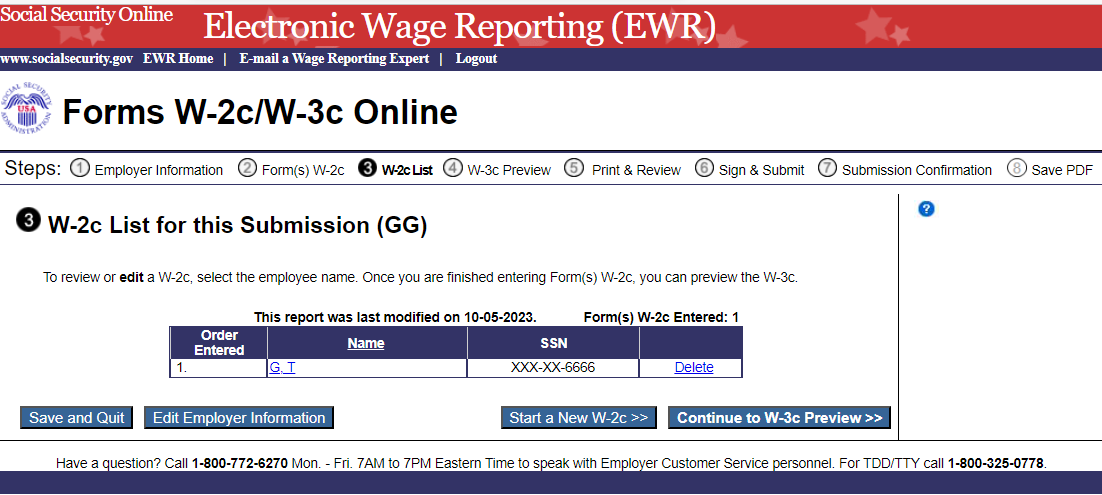 Social Security Online
Electronic Wage Reporting (EWR)
www.socialsecurity.gov EWR Home | E-mail a Wage Reporting Expert | Logout
SOCIAL SECURITY ADMINISTRATION
USA
Forms W-2c/W-3c Online
Steps: 1 Employer Information 2 Form(s) W-2c 3 W-2c List 4 W-3c Preview 5 Print & Review 6 Sign & Submit 7 Submission Confirmation 8 Save PDF
3 W-2c List for this Submission (GG)
?
To review or edit a W-2c, select the employee name. Once you are finished entering Form(s) W-2c, you can preview the W-3c.
This report was last modified on 10-05-2023. Form(s) W-2c Entered: 1
Order
Entered
Name SSN
1. G, T XXX-XX-6666 Delete
Save and Quit Edit Employer Information Start a New W-2c >> Continue to W-3c Preview >>
Have a question? Call 1-800-772-6270 Mon. - Fri. 7AM to 7PM Eastern Time to speak with Employer Customer Service personnel. For TDD/TTY call 1-800-325-0778.